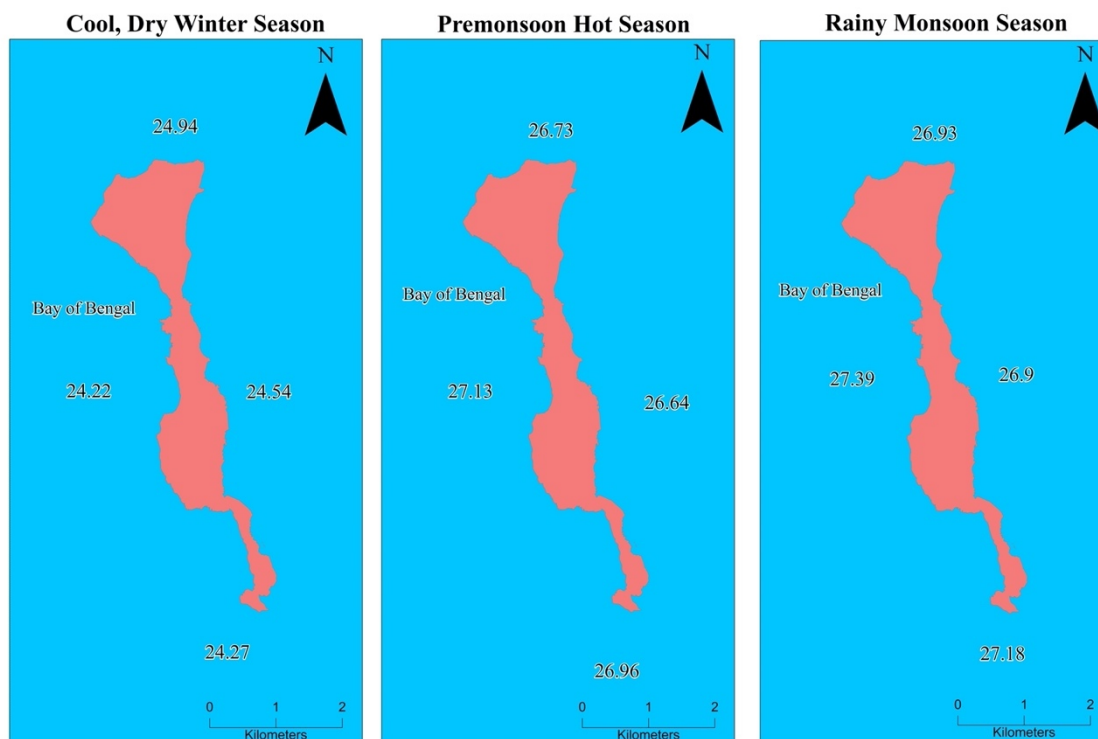 Cool, Dry Winter Season
N
24.94
Bay of Bengal
24.22
24.54
24.27
0 1 2
Kilometers
Premonsoon Hot Season
N
26.73
Bay of Bengal
27.13
26.64
26.96
0 1 2
Kilometers
Rainy Monsoon Season
N
26.93
Bay of Bengal
27.39
26.9
27.18
0 1 2
Kilometers